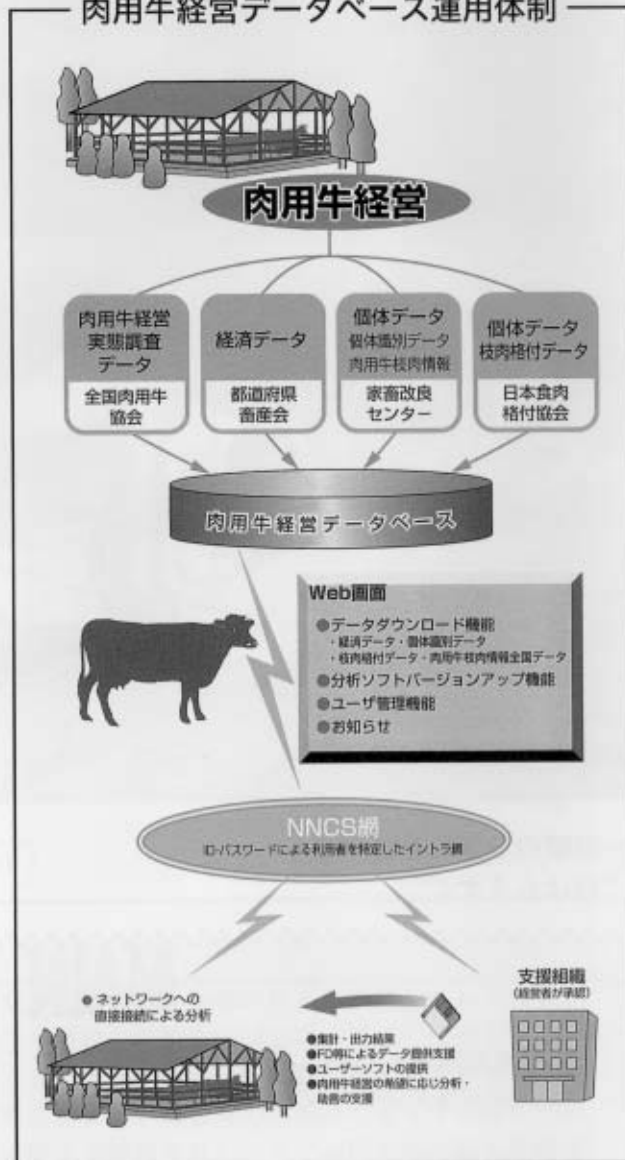 肉用牛経営データベース運用体制
肉用牛経営
肉用牛経営
実態調査
データ
全国肉用牛
協会
経済データ
都道府県
畜産会
個体データ
個体識別データ
肉用牛枝肉情報
家畜改良
センター
個体データ
枝肉格付データ
日本食肉
格付協会
肉用牛経営データベース
Web画面
●データダウンロード機能
・経済データ・個体識別データ
・枝肉格付データ・肉用牛枝肉情報全国データ
●分析ソフトバージョンアップ機能
●ユーザ管理機能
●お知らせ
NNCS網
ID・パスワードによる利用者を特定したイントラ網
●ネットワークへの
直接接続による分析
●集計・出力結果
●FD等によるデータ提供支援
●ユーザーソフトの提供
●肉用牛経営の希望に応じ分析・
助言の支援
支援組織
(経営者が承認)